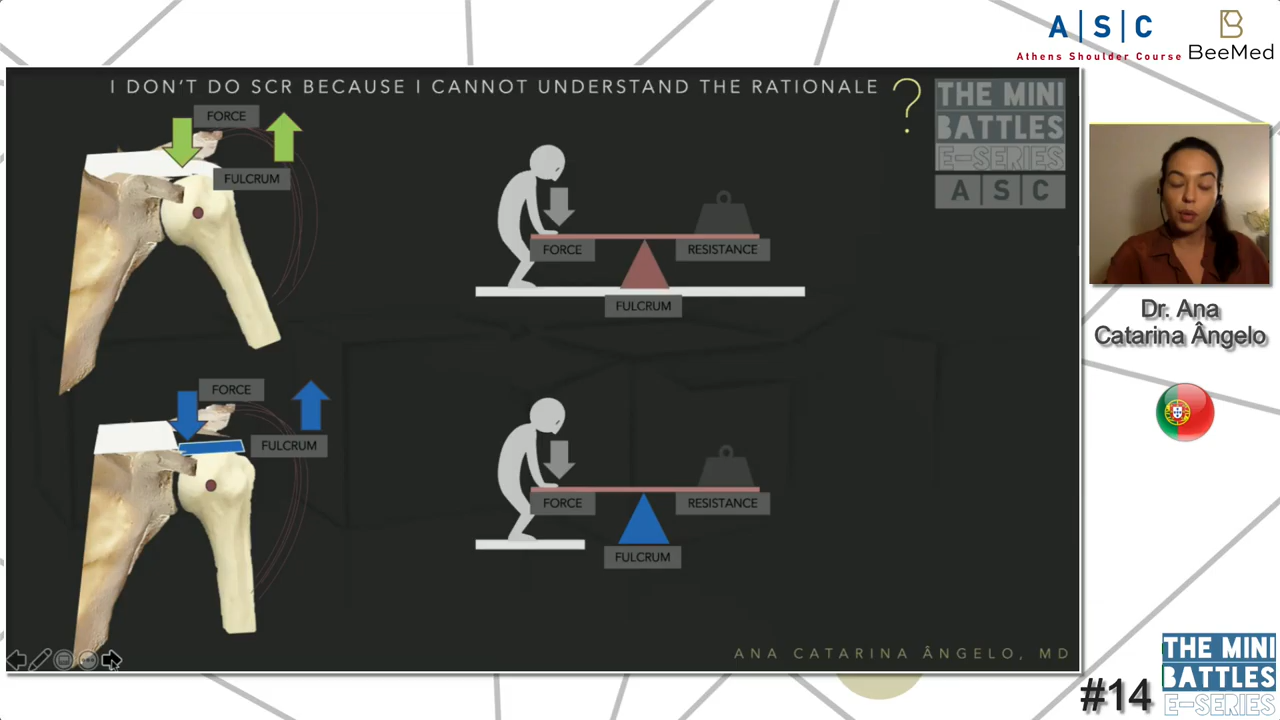 A|S|C
Athens Shoulder Course
BeeMed
I DON'T DO SCR BECAUSE I CANNOT UNDERSTAND THE RATIONALE ?
THE MINI
BATTLES
E-SERIES
A|S|C
FORCE
FULCRUM
FORCE
RESISTANCE
FULCRUM
Dr. Ana
Catarina Ângelo
FORCE
FULCRUM
FORCE
RESISTANCE
FULCRUM
ANA CATARINA ÂNGELO, MD
#14
THE MINI
BATTLES
E-SERIES